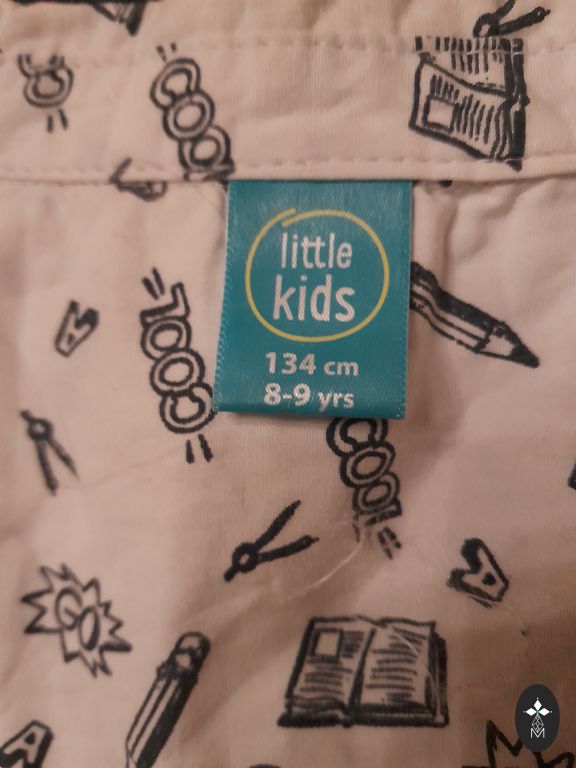 COOL
little
kids
134 cm
8-9 yrs
COOL
COOL
A
A
GO
A
M